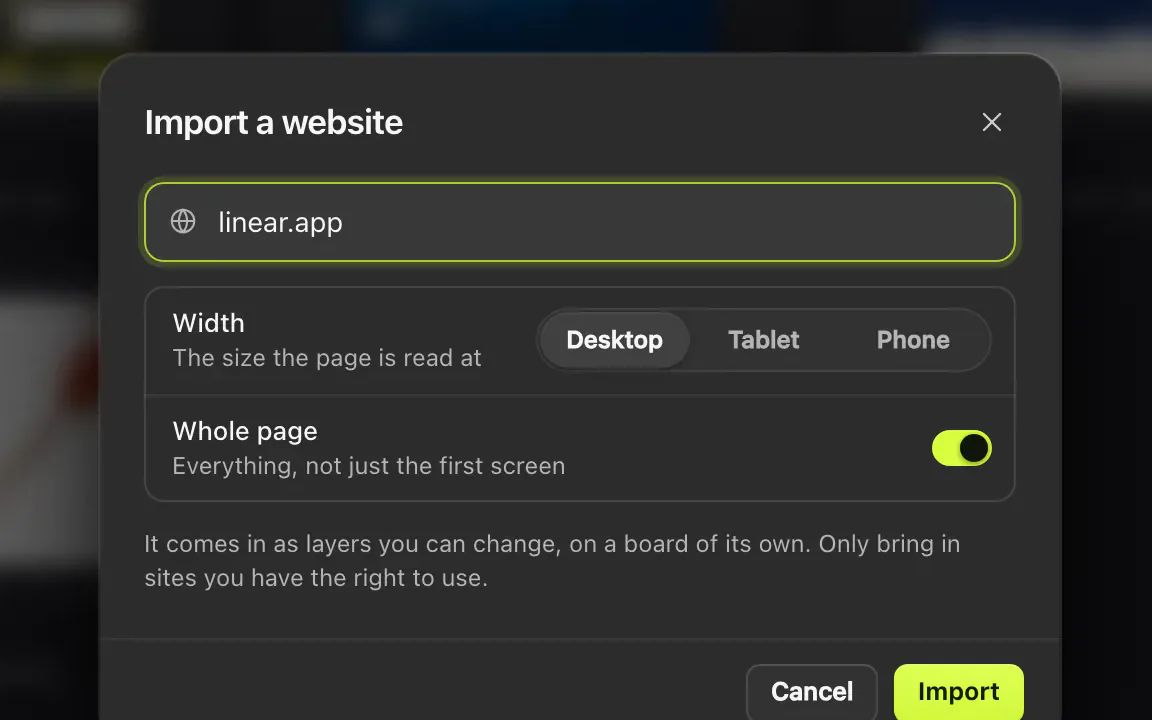 Import a website
linear.app
Width
The size the page is read at
Desktop
Tablet
Phone
Whole page
Everything, not just the first screen
It comes in as layers you can change, on a board of its own. Only bring in
sites you have the right to use.
Cancel
Import